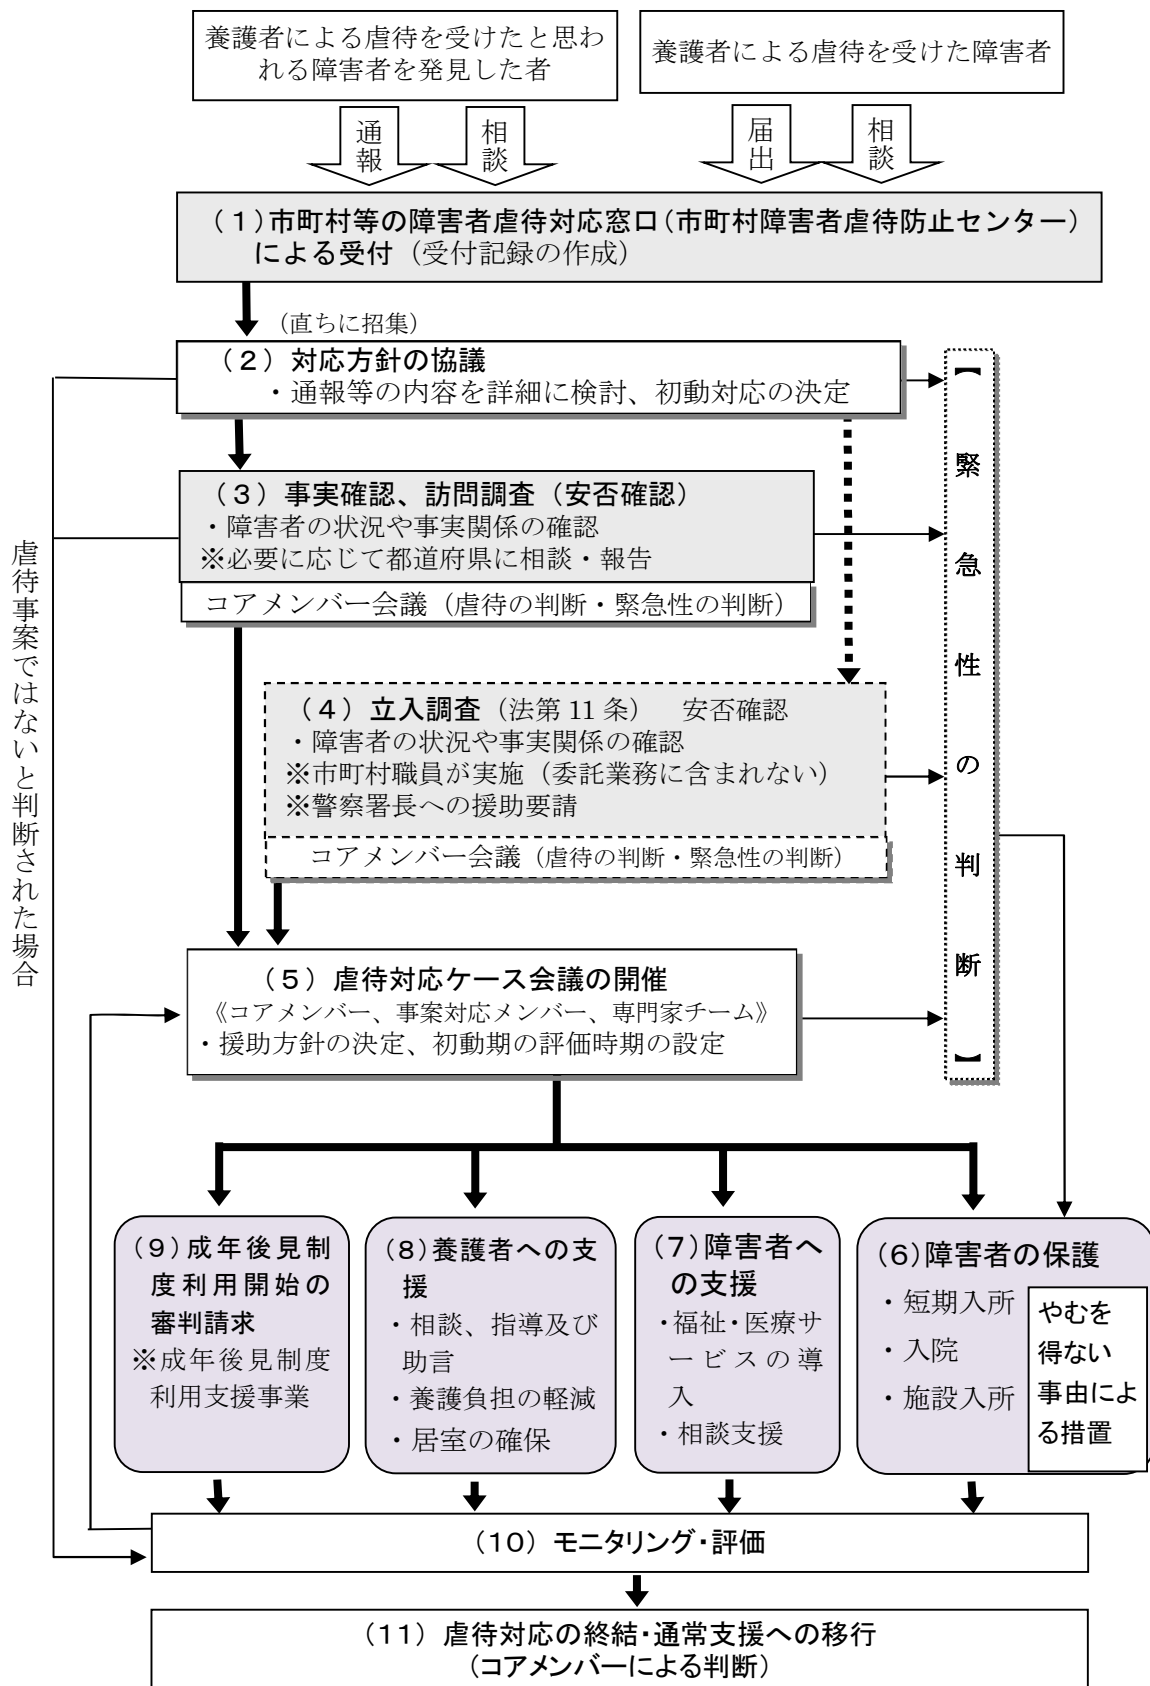 養護者による虐待を受けたと思わ
れる障害者を発見した者
養護者による虐待を受けた障害者
通報
相談
届出
相談
（１）市町村等の障害者虐待対応窓口（市町村障害者虐待防止センター）
による受付（受付記録の作成）
（直ちに招集）
（２）対応方針の協議
・通報等の内容を詳細に検討、初動対応の決定
（３）事実確認、訪問調査（安否確認）
・障害者の状況や事実関係の確認
※必要に応じて都道府県に相談・報告
コアメンバー会議（虐待の判断・緊急性の判断）
（４）立入調査（法第 11 条）　安否確認
・障害者の状況や事実関係の確認
※市町村職員が実施（委託業務に含まれない）
※警察署長への援助要請
コアメンバー会議（虐待の判断・緊急性の判断）
【緊急性の判断】
虐待事案ではないと判断された場合
（５）虐待対応ケース会議の開催
《コアメンバー、事案対応メンバー、専門家チーム》
・援助方針の決定、初動期の評価時期の設定
（９）成年後見制
度利用開始の
審判請求
※成年後見制度
利用支援事業
（８）養護者への支
援
・相談、指導及び
助言
・養護負担の軽減
・居室の確保
（７）障害者へ
の支援
・福祉・医療サ
ービスの導
入
・相談支援
（６）障害者の保護
・短期入所
・入院
・施設入所
やむを
得ない
事由によ
る措置
（１０）モニタリング・評価
（１１）虐待対応の終結・通常支援への移行
（コアメンバーによる判断）